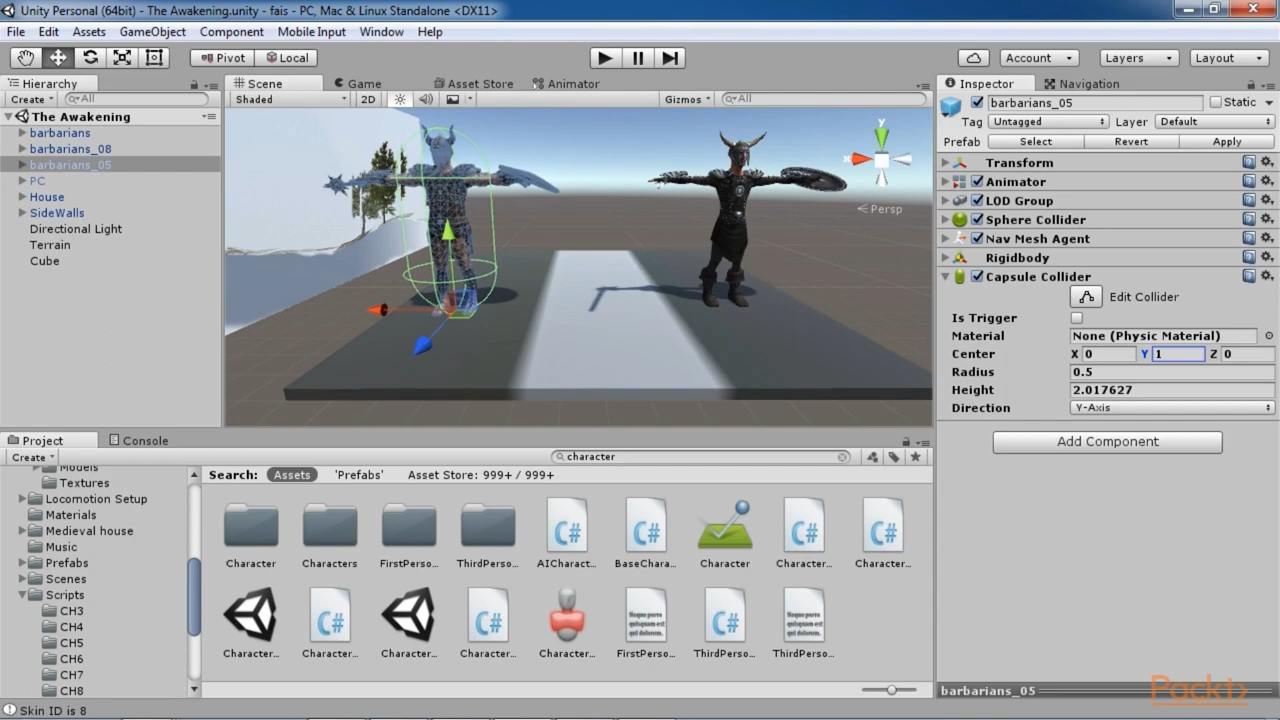 Unity Personal (64bit) - The Awakening.unity - fais - PC, Mac & Linux Standalone <DX11>
File Edit Assets GameObject Component Mobile Input Window Help
Pivot Local Account Layers Layout
Hierarchy
Create All
The Awakening
barbarians
barbarians_08
barbarians_05
PC
House
SideWalls
Directional Light
Terrain
Cube
Scene Game Asset Store Animator
Shaded 2D Gizmos All
y
x
Persp
Inspector Navigation
barbarians_05 Static
Tag Untagged Layer Default
Prefab Select Revert Apply
Transform
Animator
LOD Group
Sphere Collider
Nav Mesh Agent
Rigidbody
Capsule Collider
Edit Collider
Is Trigger
Material None (Physic Material)
Center X 0 Y 1 Z 0
Radius 0.5
Height 2.017627
Direction Y-Axis
Add Component
Project Console
Create character
Models
Textures
Locomotion Setup
Materials
Medieval house
Music
Prefabs
Scenes
Scripts
CH3
CH4
CH5
CH6
CH7
CH8
Search: Assets 'Prefabs' Asset Store: 999+ / 999+
C# C# C# C#
Character Characters FirstPerso... ThirdPerso... AICharact... BaseChara... Character Character... Character...
C# C# C#
Character... Character... Character... Character... Character... FirstPerso... ThirdPerso... ThirdPerso...
barbarians_05
Packt>
Skin ID is 8